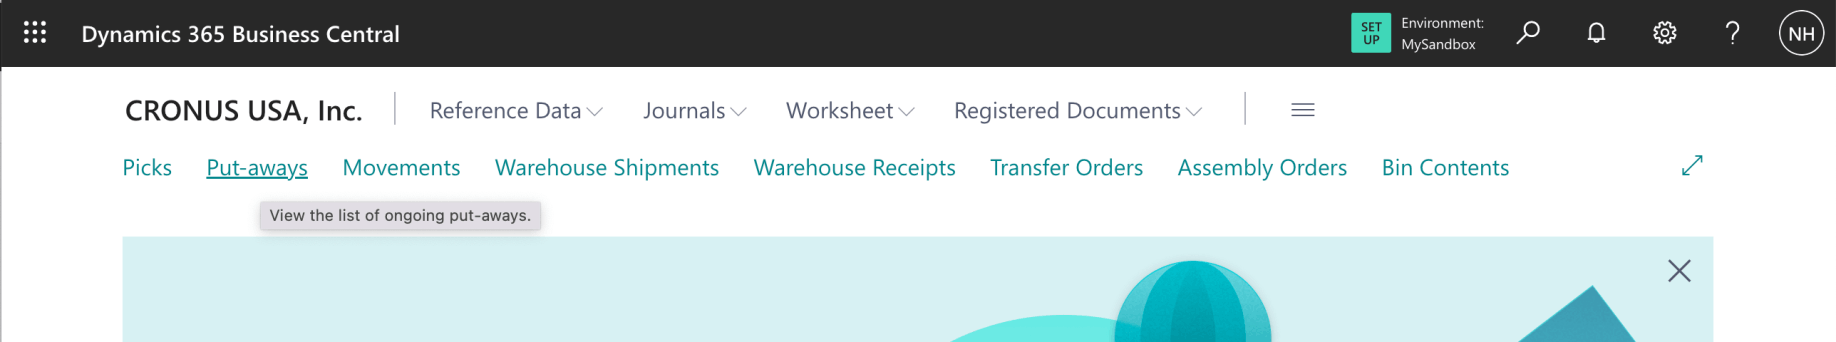 Dynamics 365 Business Central
SET UP
Environment:
MySandbox
?
NH
CRONUS USA, Inc.
Reference Data
Journals
Worksheet
Registered Documents
Picks
Put-aways
Movements
Warehouse Shipments
Warehouse Receipts
Transfer Orders
Assembly Orders
Bin Contents
View the list of ongoing put-aways.